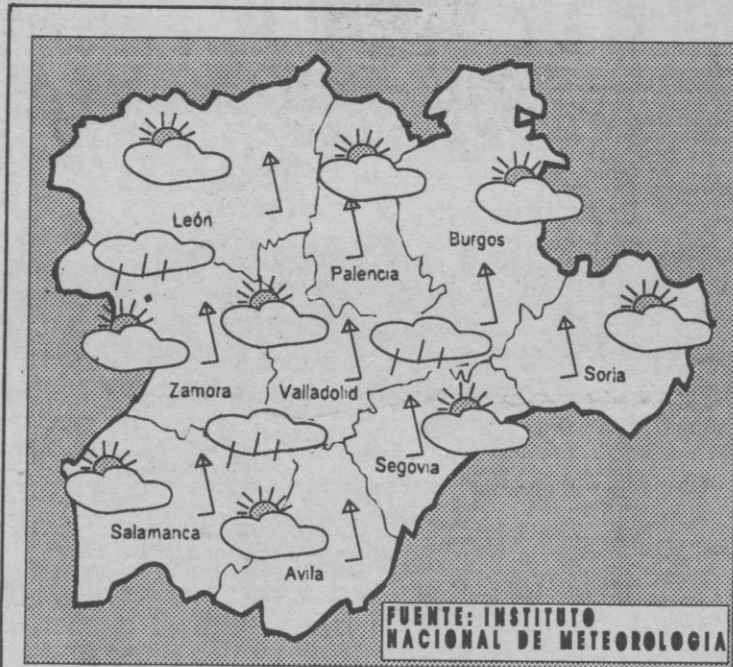 León
Burgos
Palencia
Soria
Zamora
Valladolid
Segovia
Salamanca
Avila
FUENTE: INSTITUTO
NACIONAL DE METEOROLOGIA